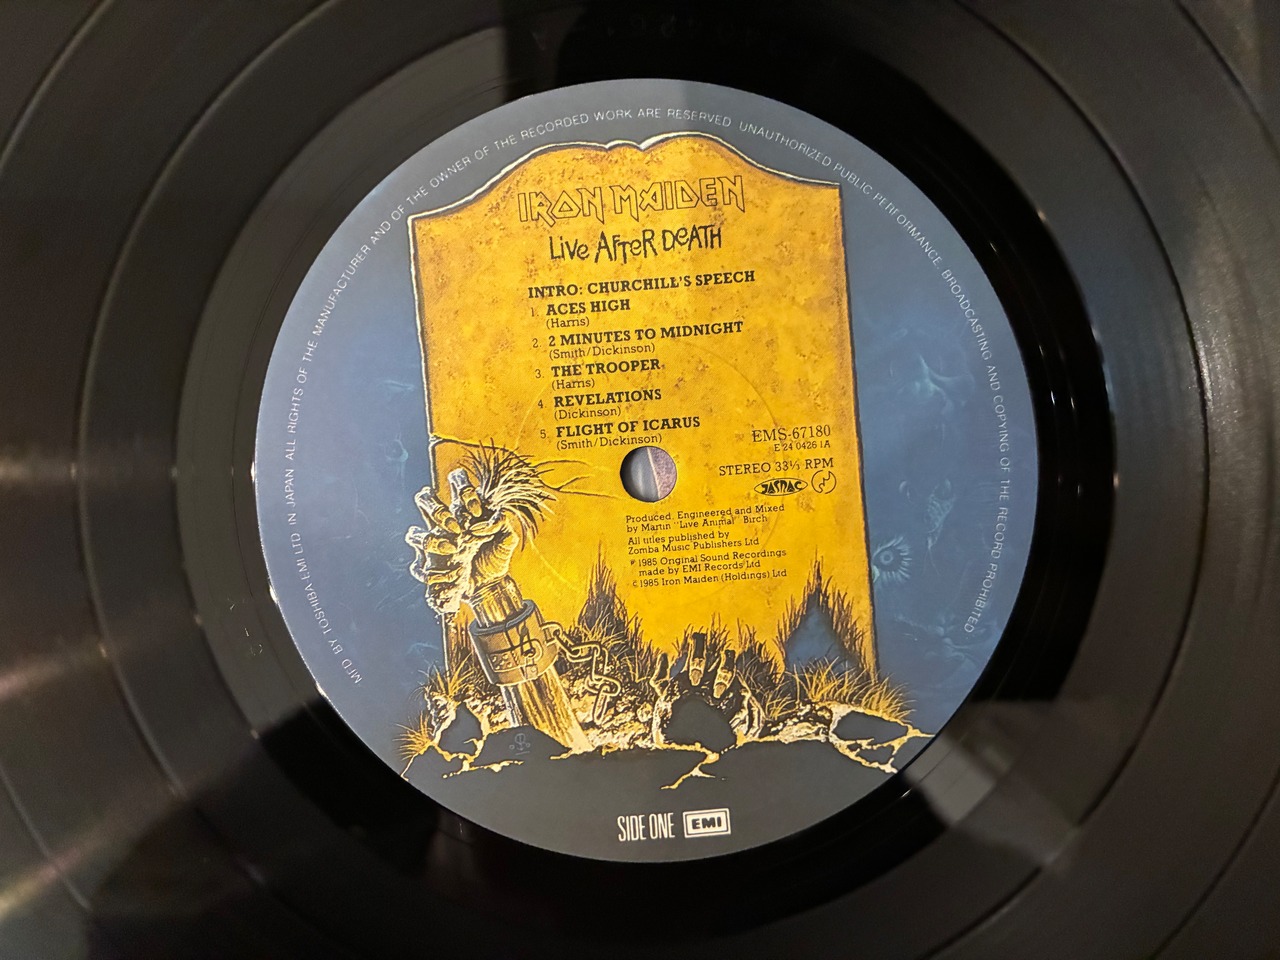 MFD BY TOSHIBA-EMI LTD IN JAPAN ALL RIGHTS OF THE MANUFACTURER AND OF THE OWNER OF THE RECORDED WORK ARE RESERVED UNAUTHORIZED PUBLIC PERFORMANCE, BROADCASTING AND COPYING OF THE RECORD PROHIBITED
IRON MAIDEN
Live AFTeR DeATH
INTRO: CHURCHILL'S SPEECH
1. ACES HIGH
(Harris)
2. 2 MINUTES TO MIDNIGHT
(Smith/Dickinson)
3. THE TROOPER
(Harris)
4. REVELATIONS
(Dickinson)
5. FLIGHT OF ICARUS
(Smith/Dickinson)
EMS-67180
E 24 0426 1A
STEREO 33⅓ RPM
JASRAC
Produced, Engineered and Mixed
by Martin "Live Animal" Birch
All titles published by
Zomba Music Publishers Ltd
℗ 1985 Original Sound Recordings
made by EMI Records Ltd
© 1985 Iron Maiden (Holdings) Ltd
SIDE ONE EMI